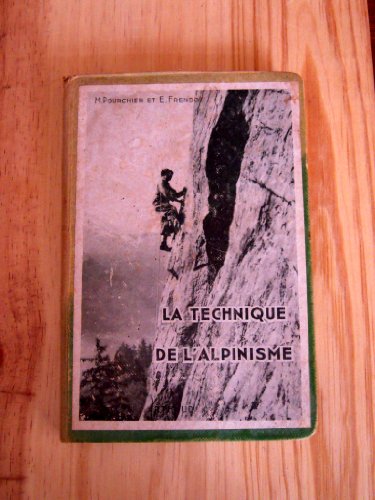 M. POURCHIER ET E. FRENDO
LA TECHNIQUE
DE L'ALPINISME